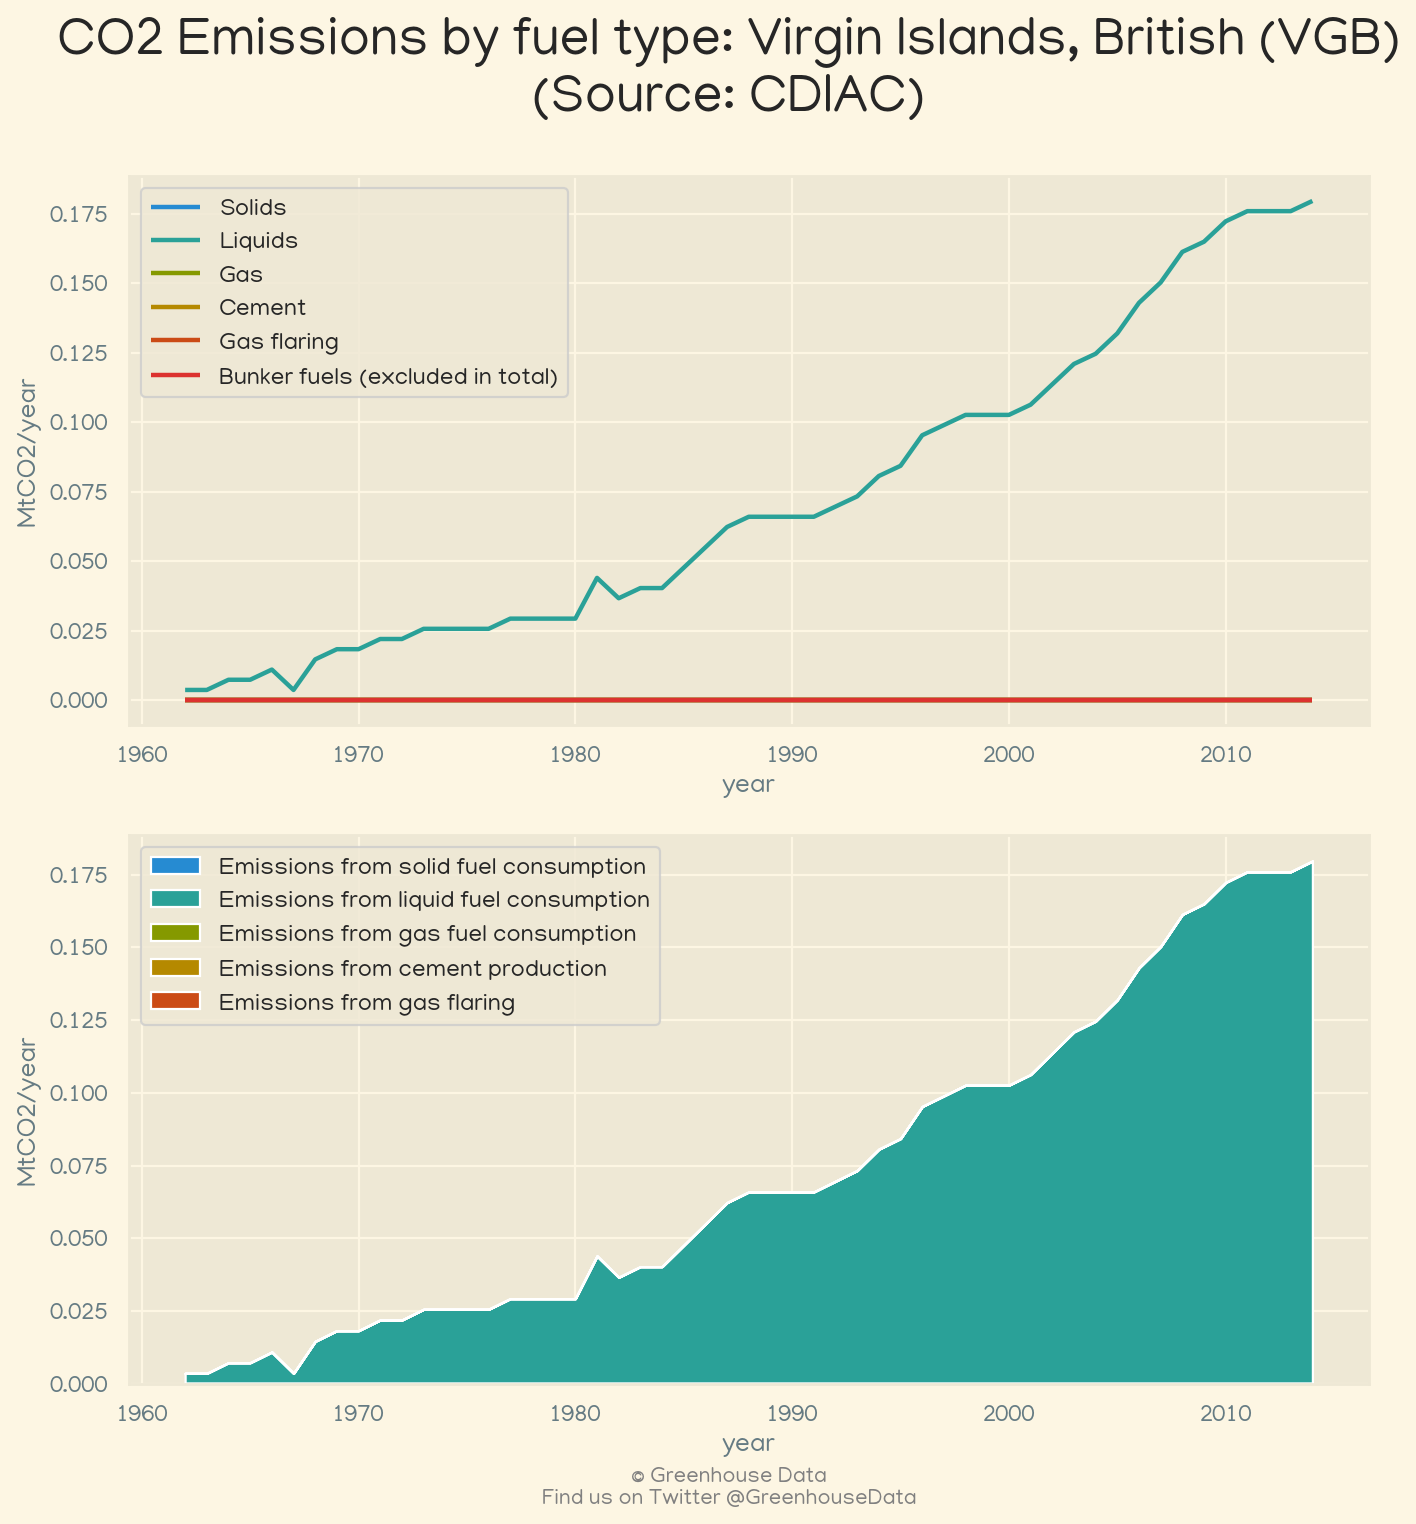 CO2 Emissions by fuel type: Virgin Islands, British (VGB)
(Source: CDIAC)
Solids
Liquids
Gas
Cement
Gas flaring
Bunker fuels (excluded in total)
0.175
0.150
0.125
0.100
0.075
0.050
0.025
0.000
MtCO2/year
1960 1970 1980 1990 2000 2010
year
Emissions from solid fuel consumption
Emissions from liquid fuel consumption
Emissions from gas fuel consumption
Emissions from cement production
Emissions from gas flaring
0.175
0.150
0.125
0.100
0.075
0.050
0.025
0.000
MtCO2/year
1960 1970 1980 1990 2000 2010
year
© Greenhouse Data
Find us on Twitter @GreenhouseData